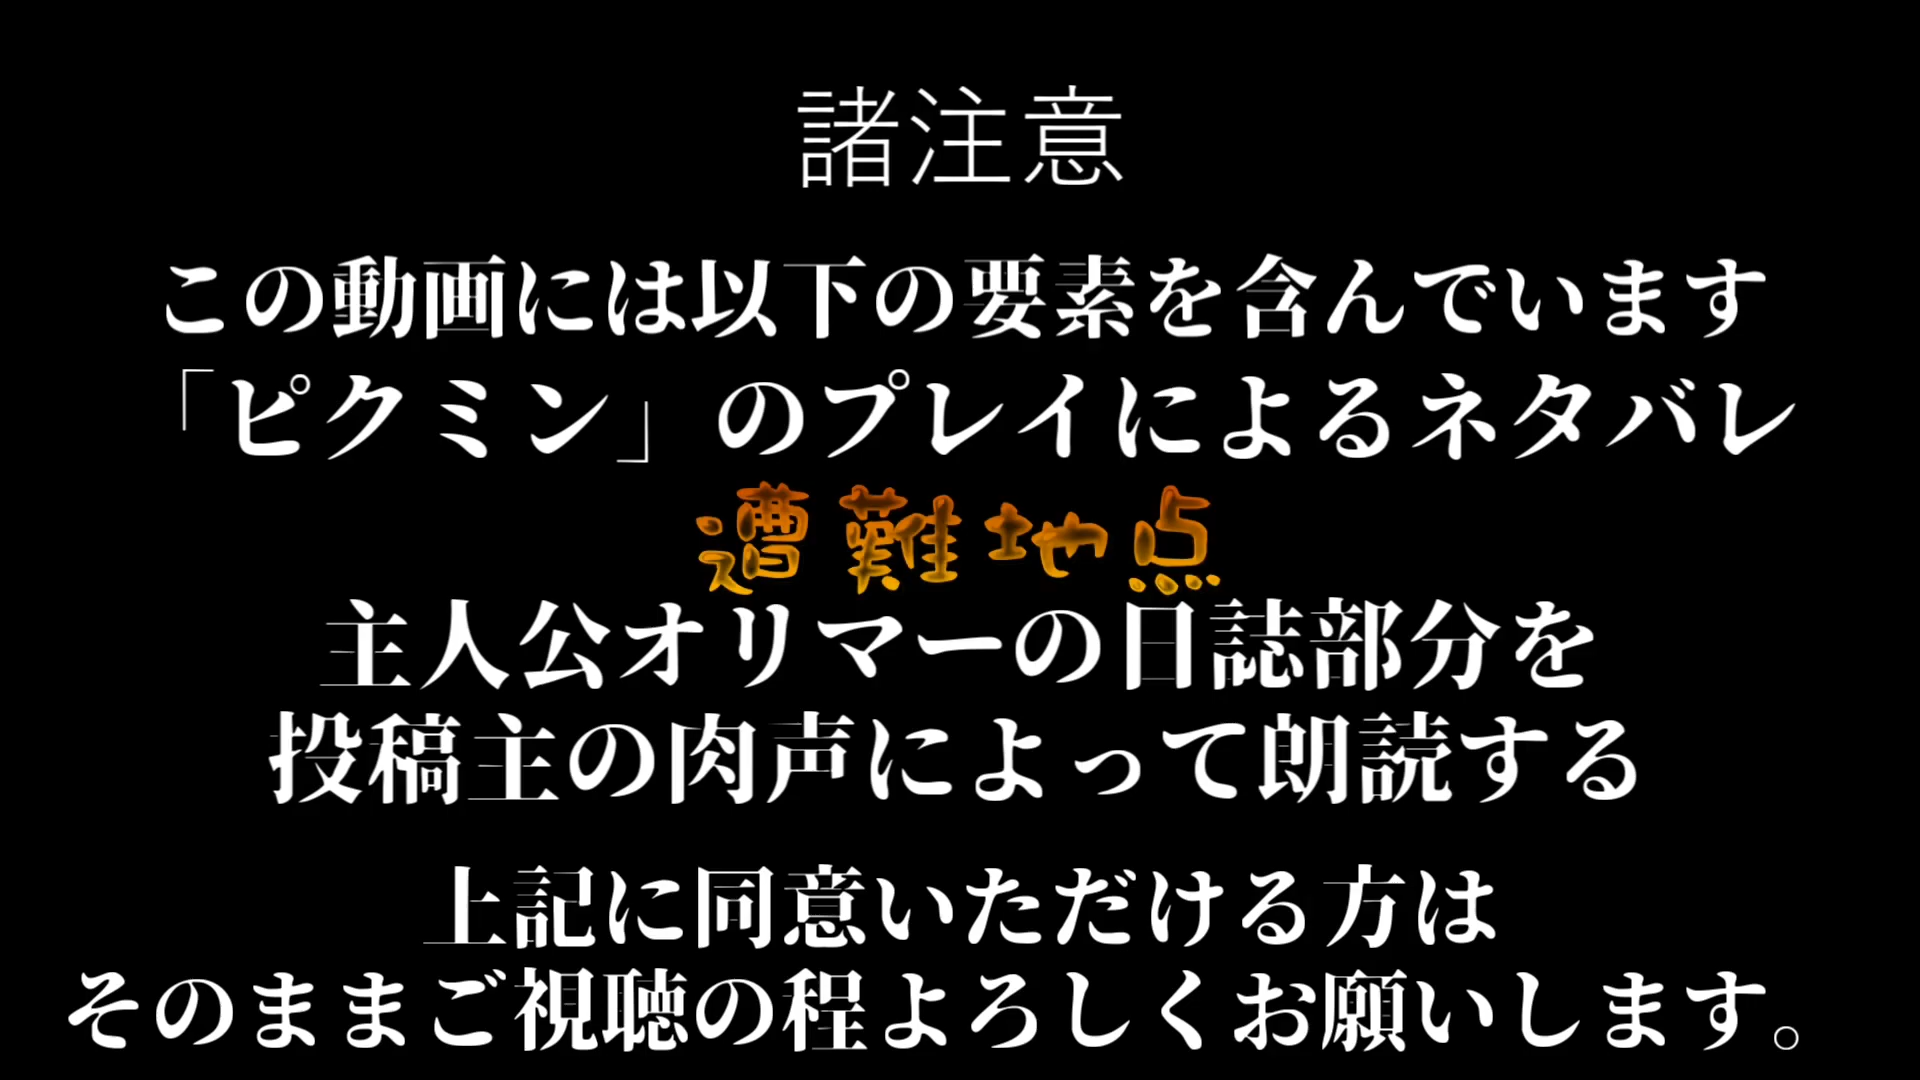 諸注意
この動画には以下の要素を含んでいます
「ピクミン」のプレイによるネタバレ
遭難地点
主人公オリマーの日誌部分を
投稿主の肉声によって朗読する
上記に同意いただける方は
そのままご視聴の程よろしくお願いします。